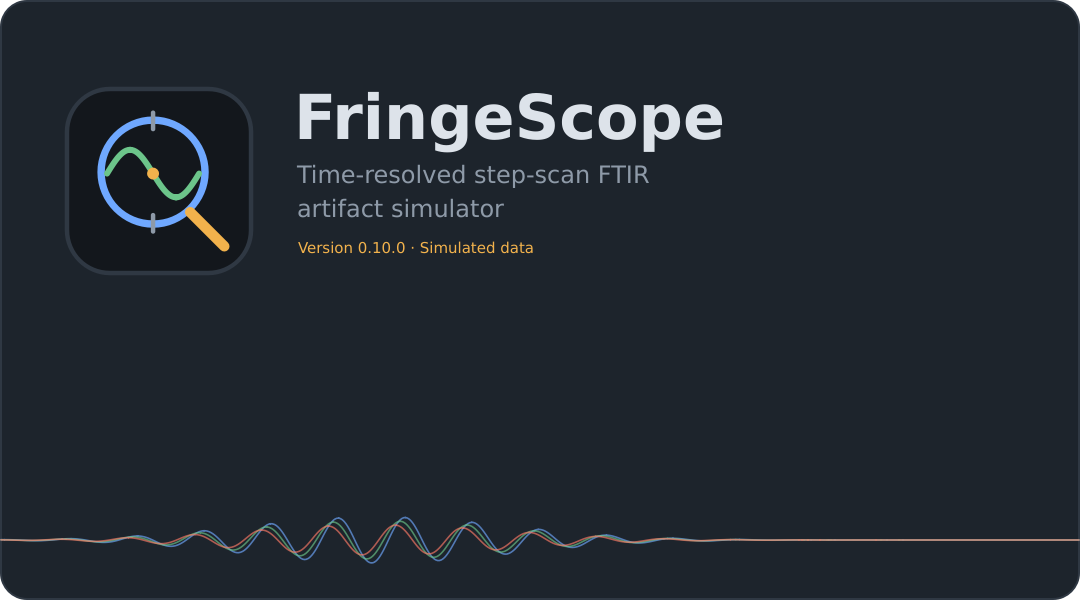 FringeScope
Time-resolved step-scan FTIR
artifact simulator
Version 0.10.0 · Simulated data